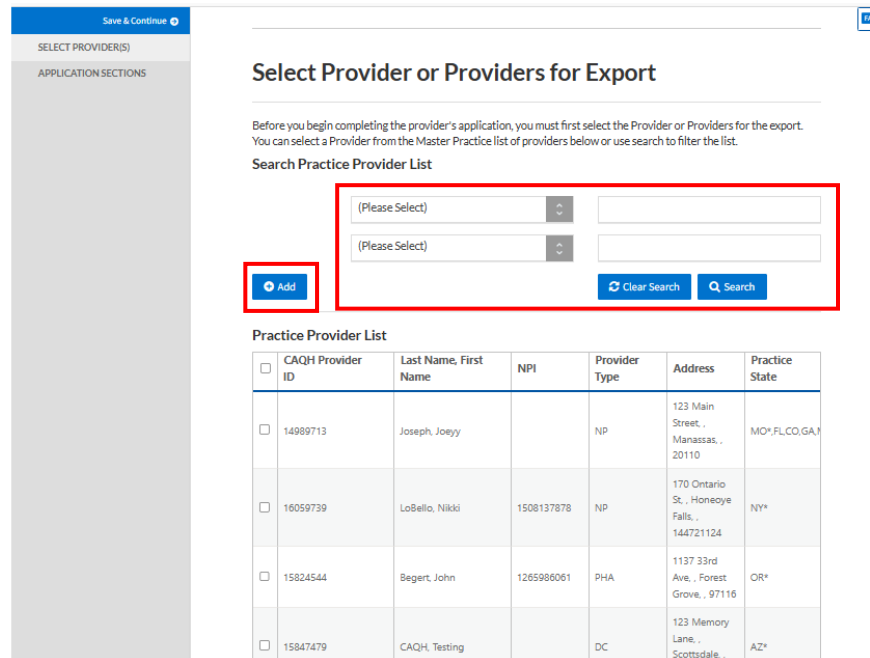 Save & Continue
SELECT PROVIDER(S)
APPLICATION SECTIONS
Select Provider or Providers for Export
Before you begin completing the provider's application, you must first select the Provider or Providers for the export.
You can select a Provider from the Master Practice list of providers below or use search to filter the list.
Search Practice Provider List
(Please Select)
(Please Select)
Add
Clear Search
Search
Practice Provider List
CAQH Provider ID
Last Name, First Name
NPI
Provider Type
Address
Practice State
14989713
Joseph, Joeyy
NP
123 Main
Street, ,
Manassas, ,
20110
MO*,FL,CO,GA,
16059739
LoBello, Nikki
1508137878
NP
170 Ontario
St, , Honeoye
Falls, ,
144721124
NY*
15824544
Begert, John
1265986061
PHA
1137 33rd
Ave, , Forest
Grove, , 97116
OR*
15847479
CAQH, Testing
DC
123 Memory
Lane, ,
Scottsdale, ,
AZ*